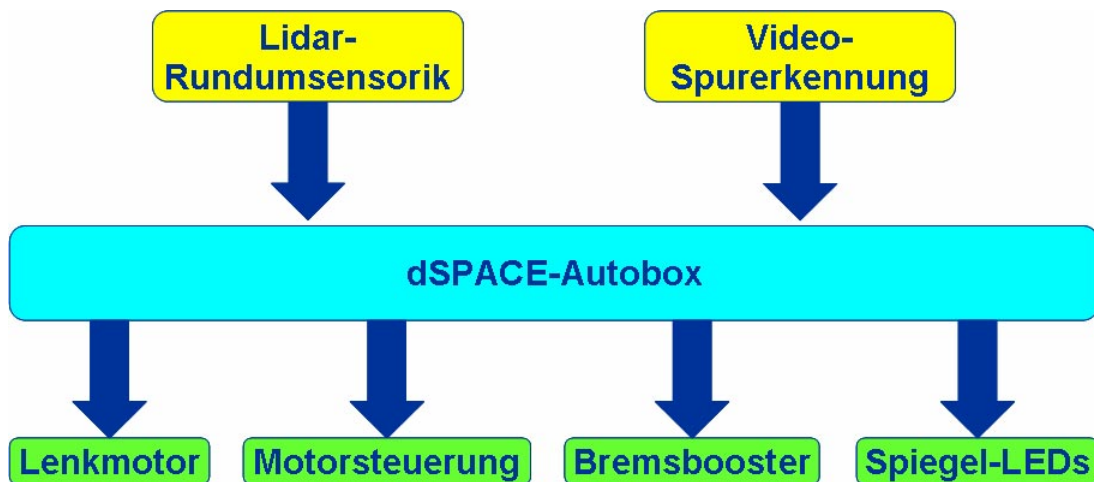 Lidar-
Rundumsensorik
Video-
Spurerkennung
dSPACE-Autobox
Lenkmotor
Motorsteuerung
Bremsbooster
Spiegel-LEDs